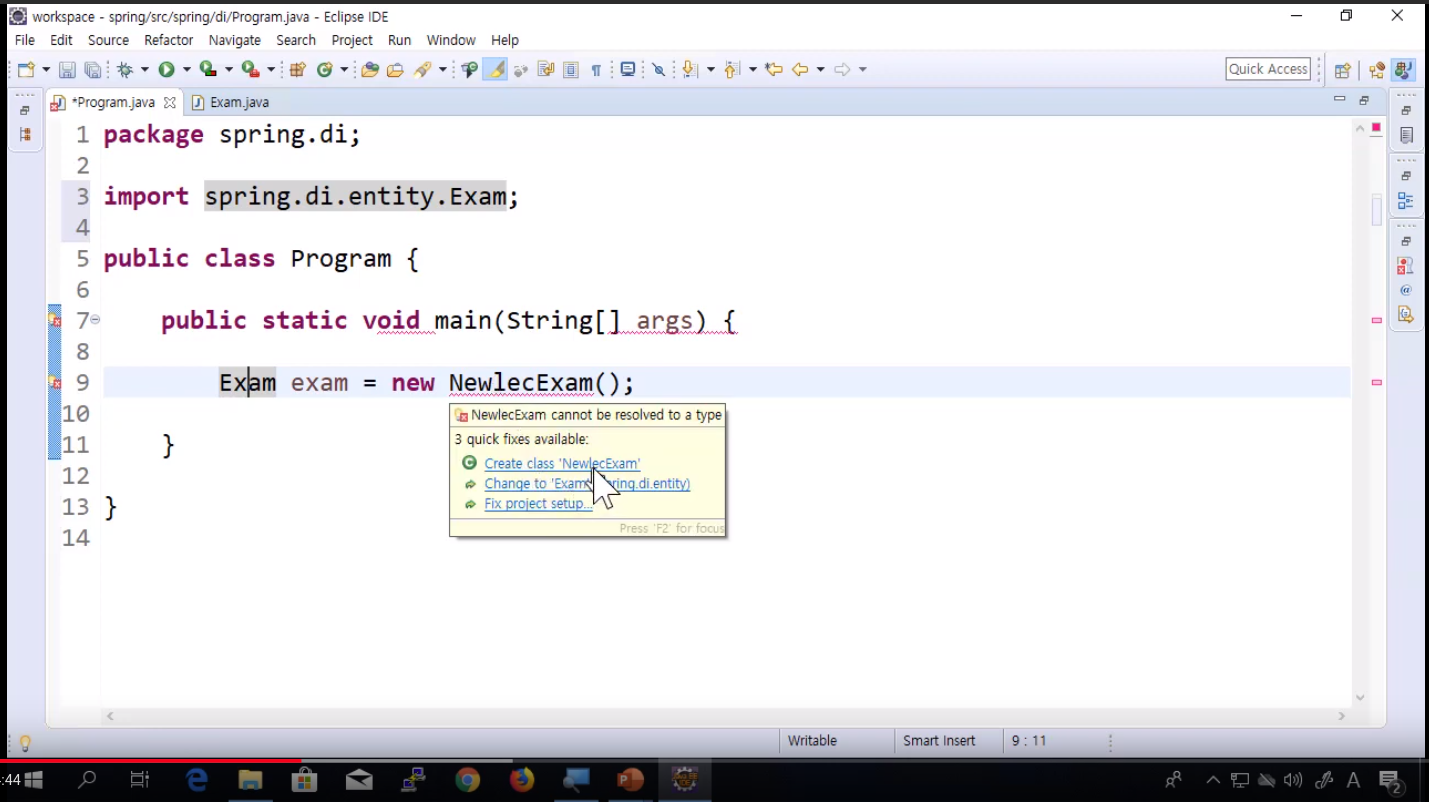 workspace - spring/src/spring/di/Program.java - Eclipse IDE
File Edit Source Refactor Navigate Search Project Run Window Help
Quick Access
*Program.java Exam.java
1 package spring.di;
2
3 import spring.di.entity.Exam;
4
5 public class Program {
6
7 public static void main(String[] args) {
8
9 Exam exam = new NewlecExam();
10
NewlecExam cannot be resolved to a type
3 quick fixes available:
Create class 'NewlecExam'
Change to 'Exam' (spring.di.entity)
Fix project setup...
Press 'F2' for focus
11 }
12
13 }
14
Writable Smart Insert 9 : 11
:44
A
2